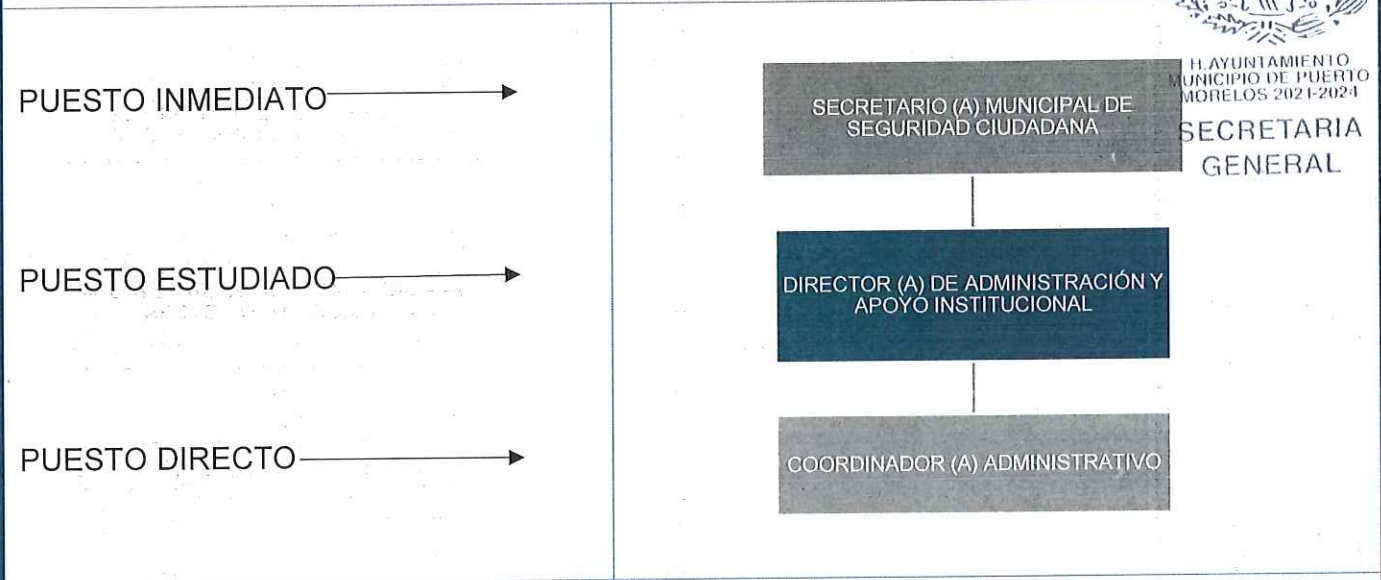 H. AYUNTAMIENTO
MUNICIPIO DE PUERTO
MORELOS 2021-2024
SECRETARIA
GENERAL
PUESTO INMEDIATO
SECRETARIO (A) MUNICIPAL DE
SEGURIDAD CIUDADANA
PUESTO ESTUDIADO
DIRECTOR (A) DE ADMINISTRACIÓN Y
APOYO INSTITUCIONAL
PUESTO DIRECTO
COORDINADOR (A) ADMINISTRATIVO